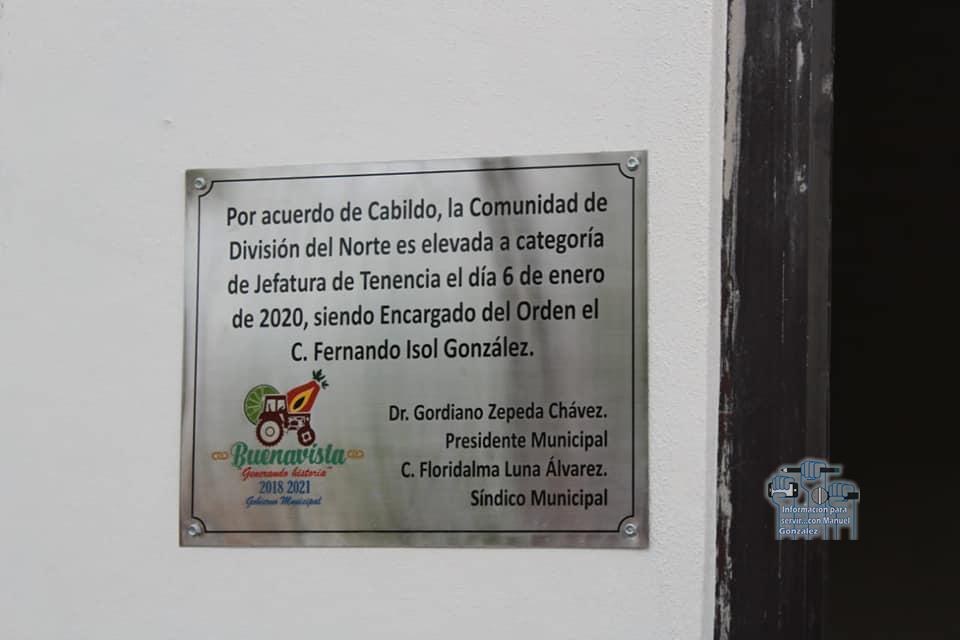 Por acuerdo de Cabildo, la Comunidad de
División del Norte es elevada a categoría
de Jefatura de Tenencia el día 6 de enero
de 2020, siendo Encargado del Orden el
C. Fernando Isol González.
Dr. Gordiano Zepeda Chávez.
Presidente Municipal
C. Floridalma Luna Álvarez.
Síndico Municipal
Buenavista
Generando historia
2018 2021
Gobierno Municipal
Información para
servir...con Manuel
González